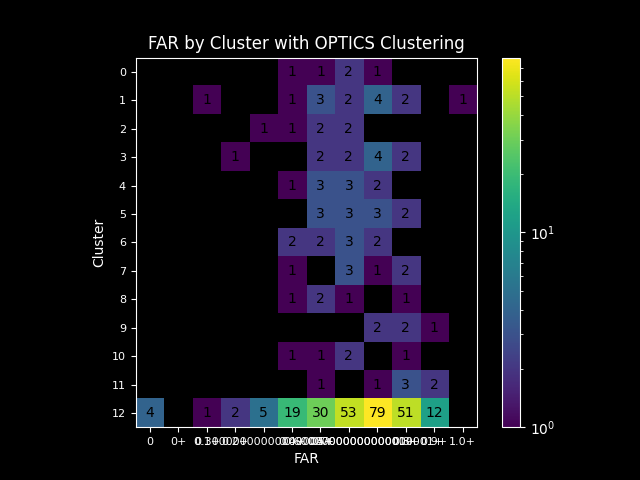 FAR by Cluster with OPTICS Clustering
0 1 1 2 1
1 1 1 3 2 4 2 1
2 1 1 2 2
3 1 2 2 4 2
4 1 3 3 2
5 3 3 3 2
6 2 2 3 2
7 1 3 1 2
8 1 2 1 1
9 2 2 1
10 1 1 2 1
11 1 1 3 2
12 4 1 2 5 19 30 53 79 51 12
Cluster
0 0+ 1.0+
FAR
10¹
10⁰